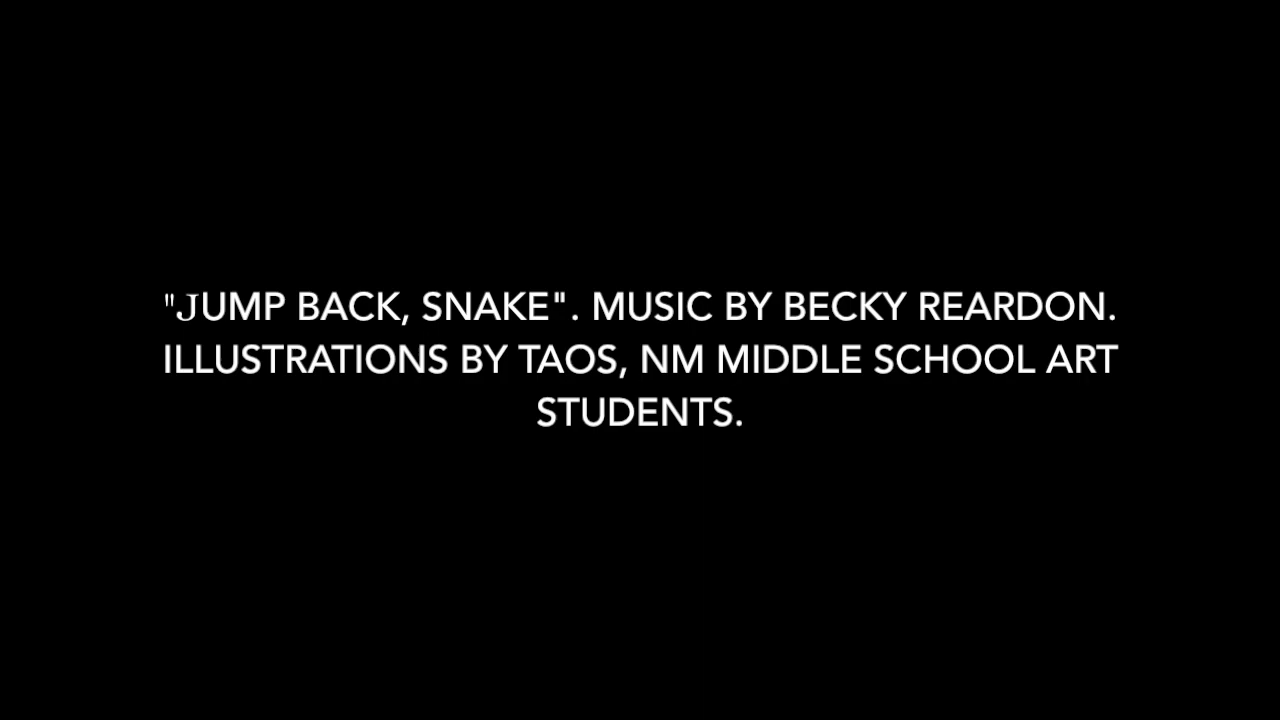 "JUMP BACK, SNAKE". MUSIC BY BECKY REARDON.
ILLUSTRATIONS BY TAOS, NM MIDDLE SCHOOL ART
STUDENTS.